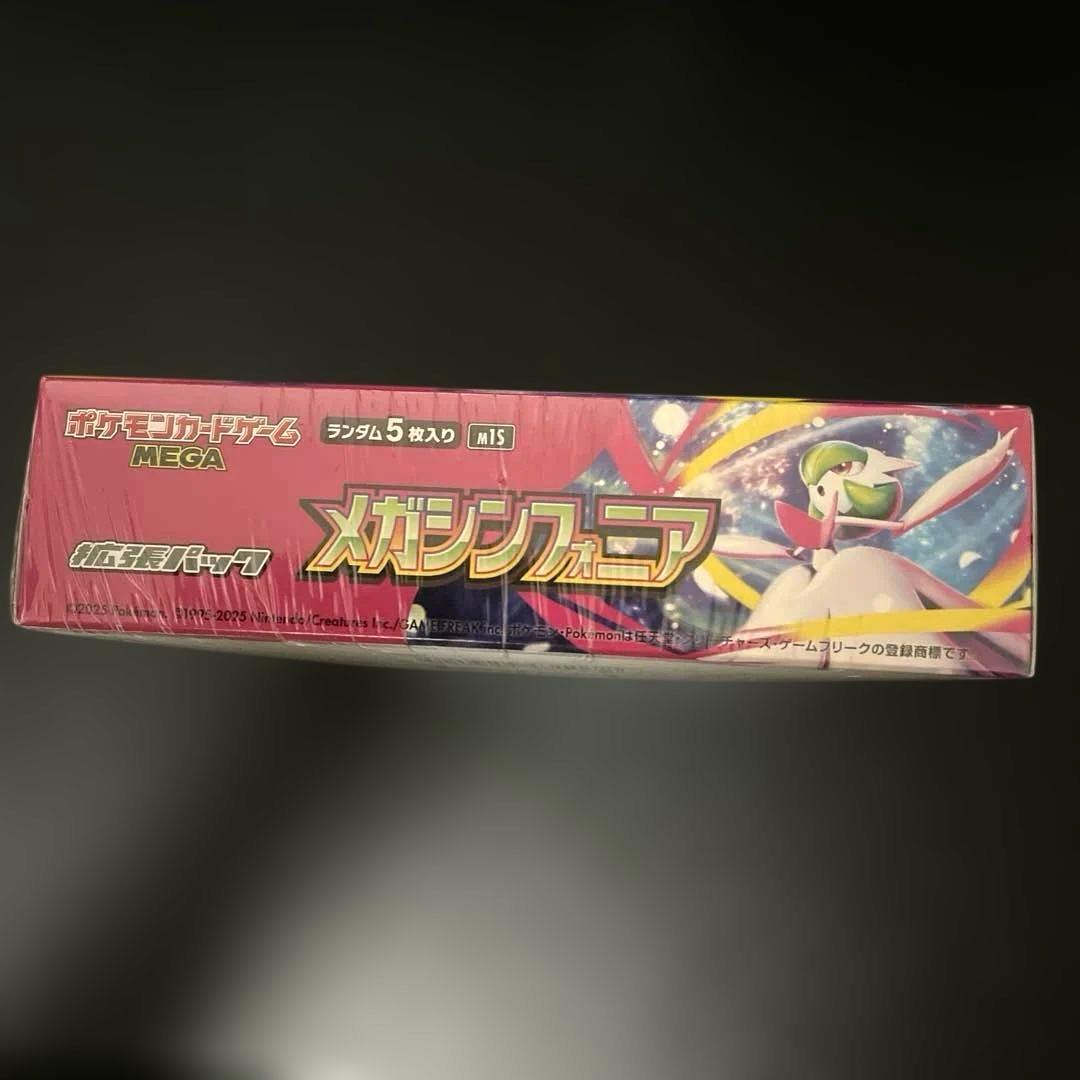 ポケモンカードゲーム
MEGA
ランダム5枚入り
M1S
メガシンフォニア
拡張パック
©2025 Pokémon. ©1995-2025 Nintendo/Creatures Inc./GAME FREAK inc. ポケモン・Pokémonは任天堂・クリーチャーズ・ゲームフリークの登録商標です。